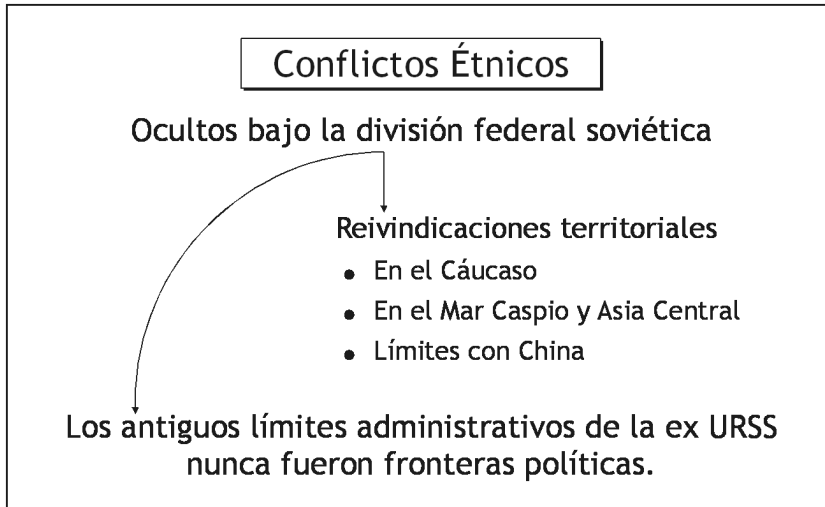 Conflictos Étnicos
Ocultos bajo la división federal soviética
Reivindicaciones territoriales
• En el Cáucaso
• En el Mar Caspio y Asia Central
• Límites con China
Los antiguos límites administrativos de la ex URSS
nunca fueron fronteras políticas.